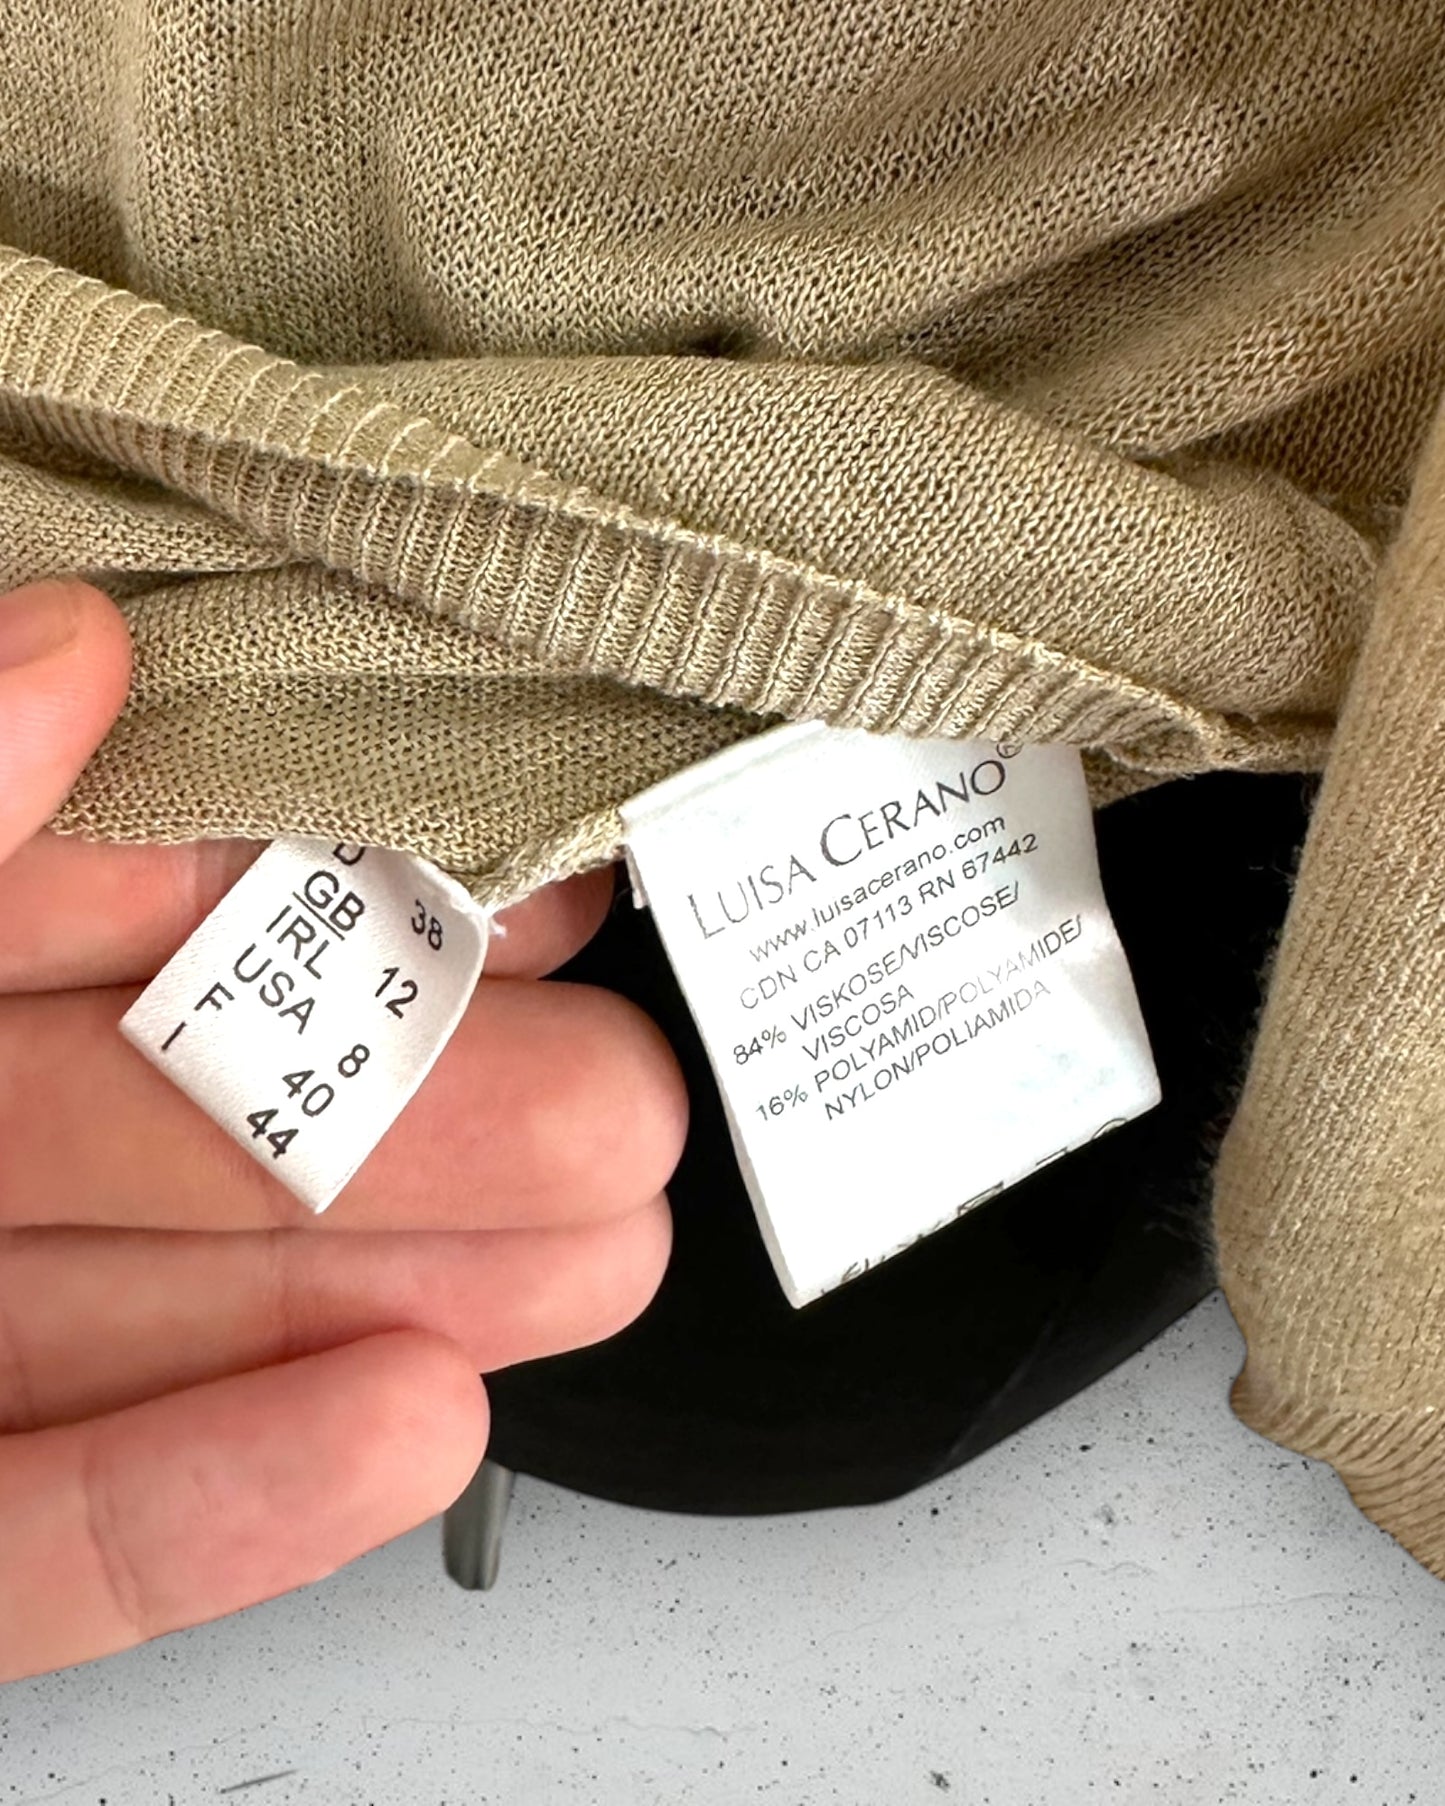 D 38
GB
IRL 12
USA 8
F 40
I 44
LUISA CERANO®
www.luisacerano.com
CDN CA 07113 RN 67442
84% VISKOSE/VISCOSE/
VISCOSA
16% POLYAMID/POLYAMIDE/
NYLON/POLIAMIDA